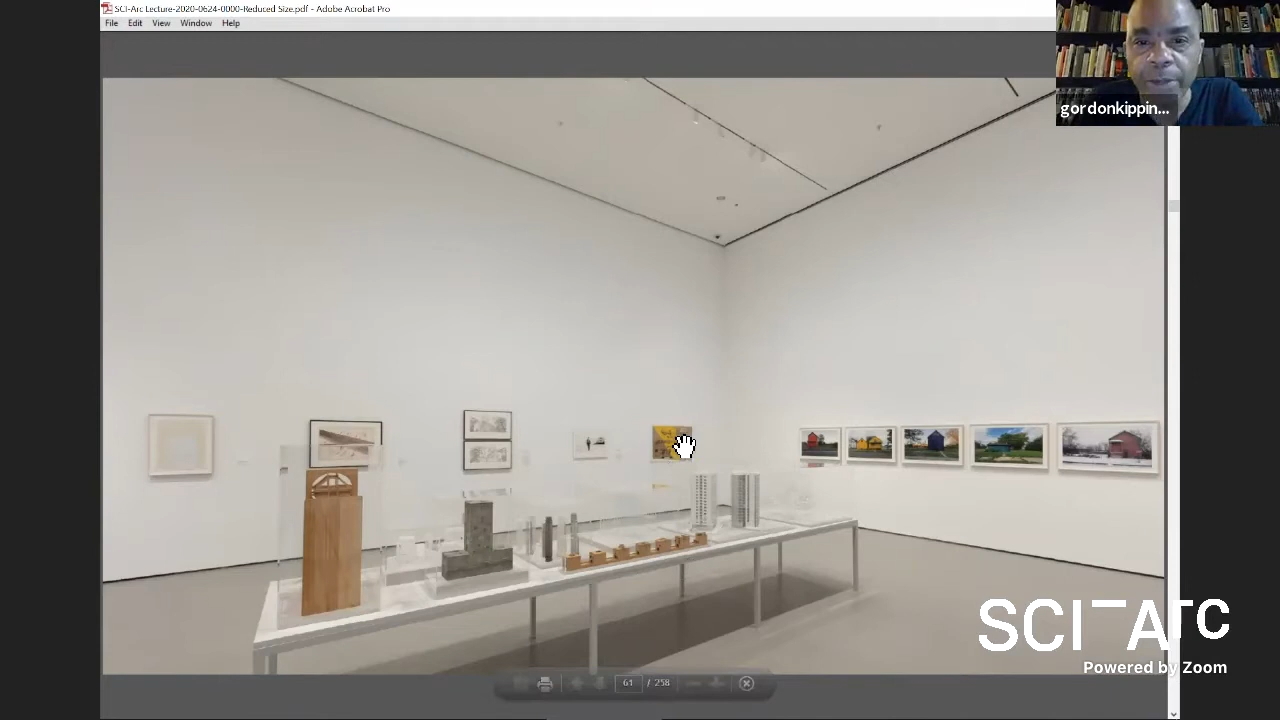 SCI-Arc Lecture-2020-0624-0000-Reduced Size.pdf - Adobe Acrobat Pro
File Edit View Window Help
gordonkippin...
SCI-Arc
Powered by Zoom
61 / 258